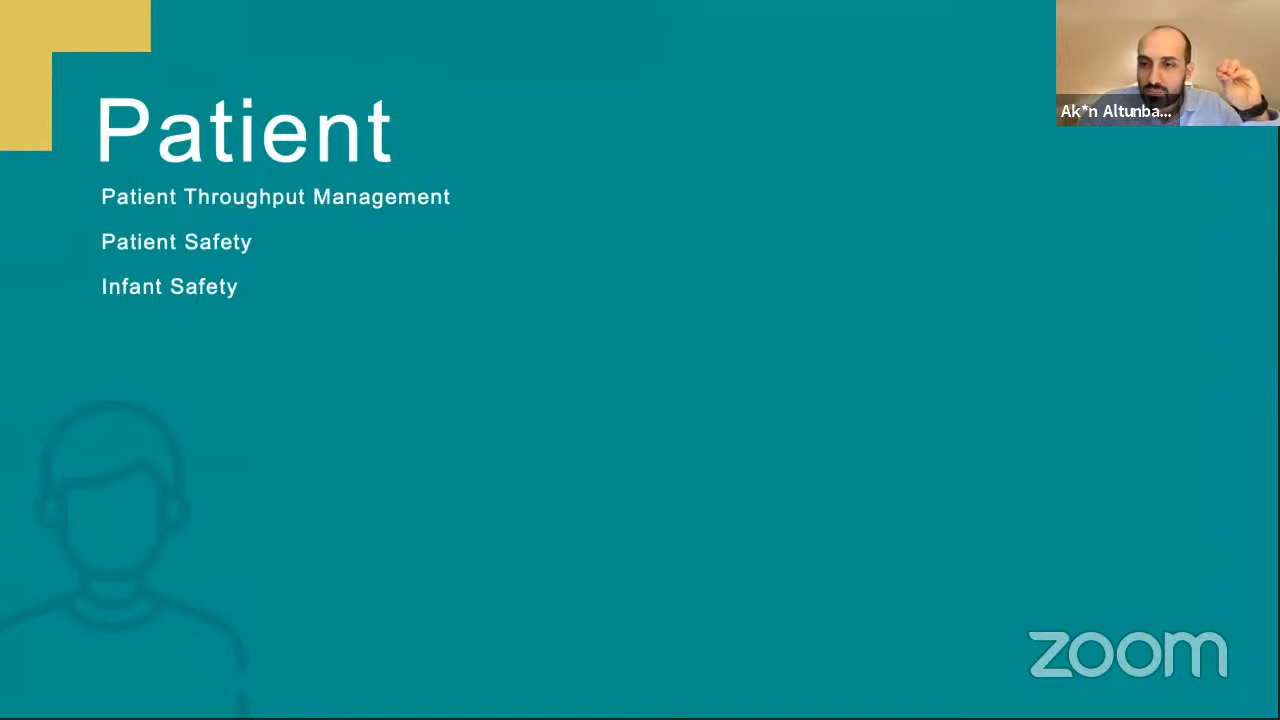 Patient
Patient Throughput Management
Patient Safety
Infant Safety
Ak*n Altunba...
zoom